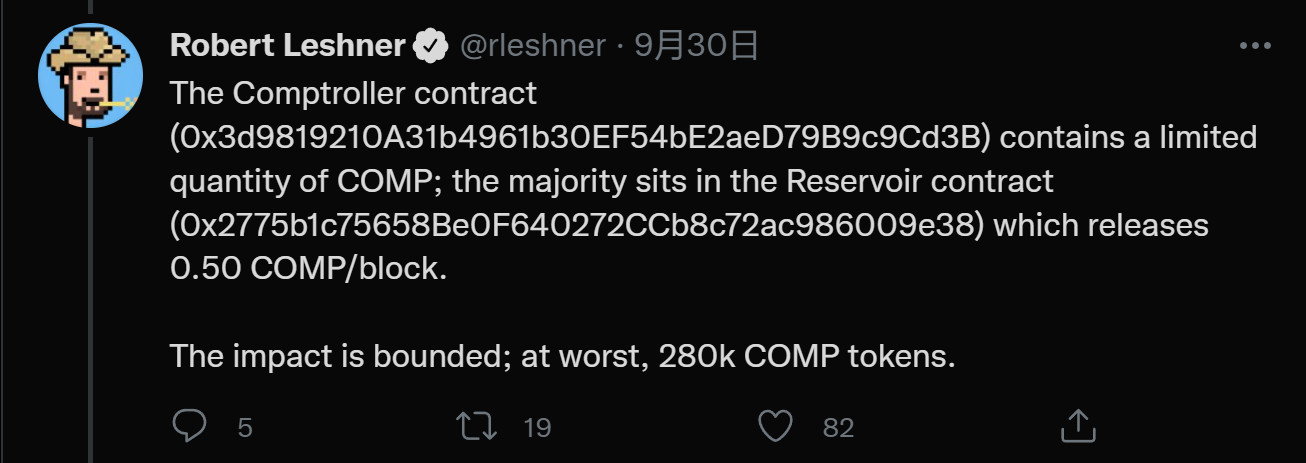 Robert Leshner @rleshner · 9月30日
The Comptroller contract
(0x3d9819210A31b4961b30EF54bE2aeD79B9c9Cd3B) contains a limited
quantity of COMP; the majority sits in the Reservoir contract
(0x2775b1c75658Be0F640272CCb8c72ac986009e38) which releases
0.50 COMP/block.
The impact is bounded; at worst, 280k COMP tokens.
5 19 82